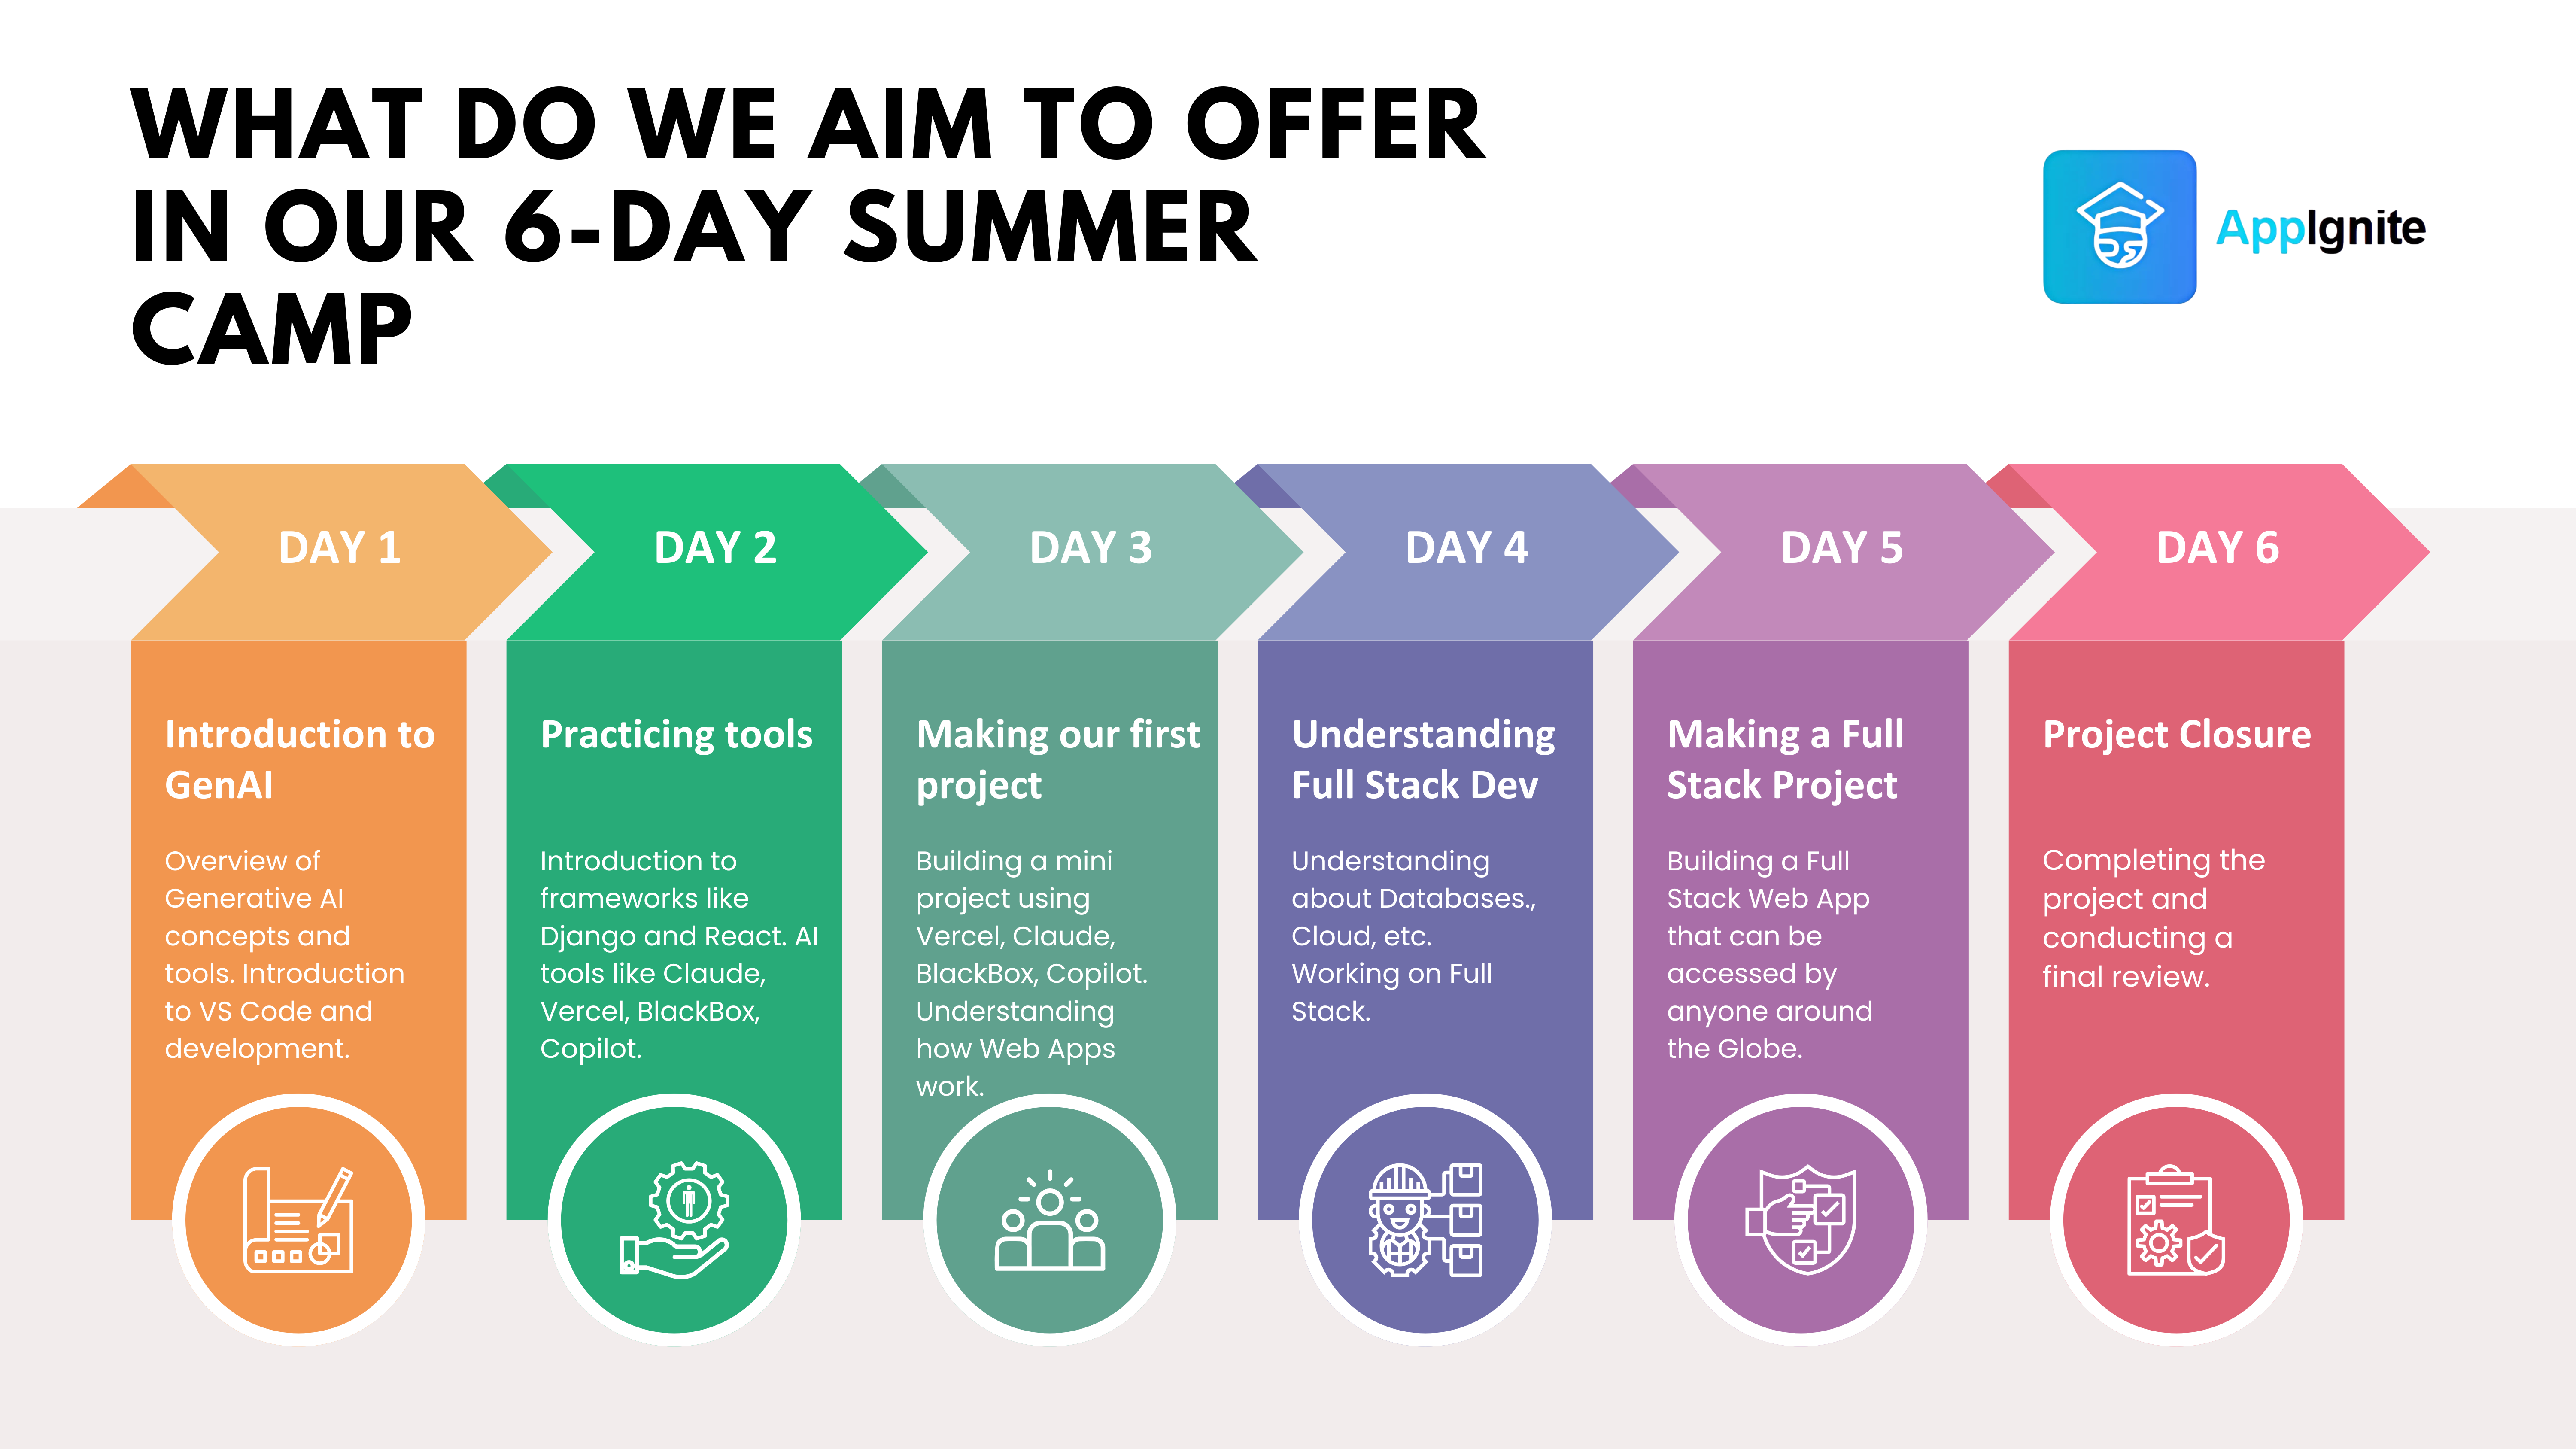 WHAT DO WE AIM TO OFFER
IN OUR 6-DAY SUMMER
CAMP
AppIgnite
DAY 1
Introduction to
GenAI
Overview of
Generative AI
concepts and
tools. Introduction
to VS Code and
development.
DAY 2
Practicing tools
Introduction to
frameworks like
Django and React. AI
tools like Claude,
Vercel, BlackBox,
Copilot.
DAY 3
Making our first
project
Building a mini
project using
Vercel, Claude,
BlackBox, Copilot.
Understanding
how Web Apps
work.
DAY 4
Understanding
Full Stack Dev
Understanding
about Databases.,
Cloud, etc.
Working on Full
Stack.
DAY 5
Making a Full
Stack Project
Building a Full
Stack Web App
that can be
accessed by
anyone around
the Globe.
DAY 6
Project Closure
Completing the
project and
conducting a
final review.